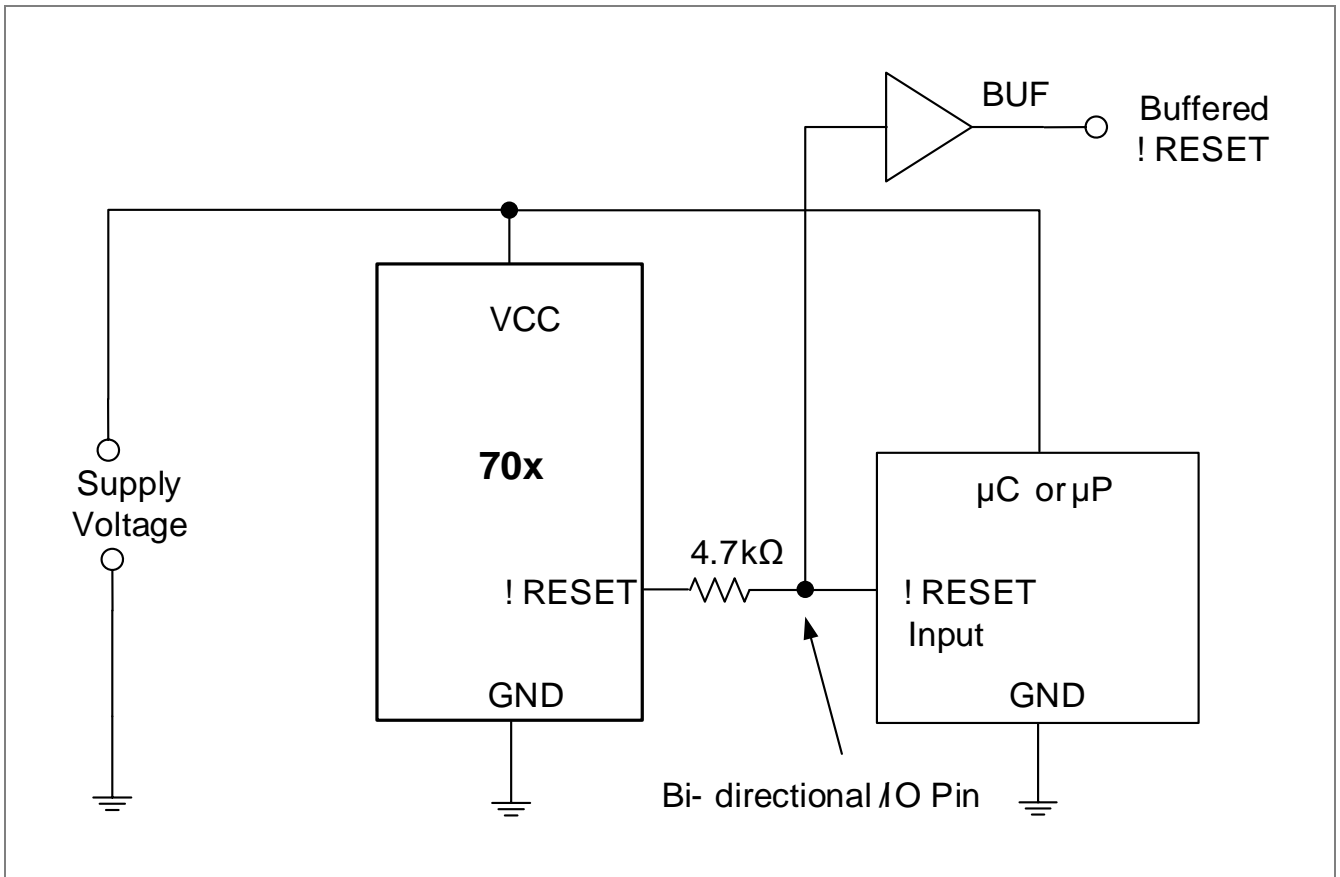 BUF
Buffered
! RESET
VCC
70x
Supply
Voltage
µC or µP
4.7kΩ
! RESET
! RESET
Input
GND
GND
Bi- directional I/O Pin